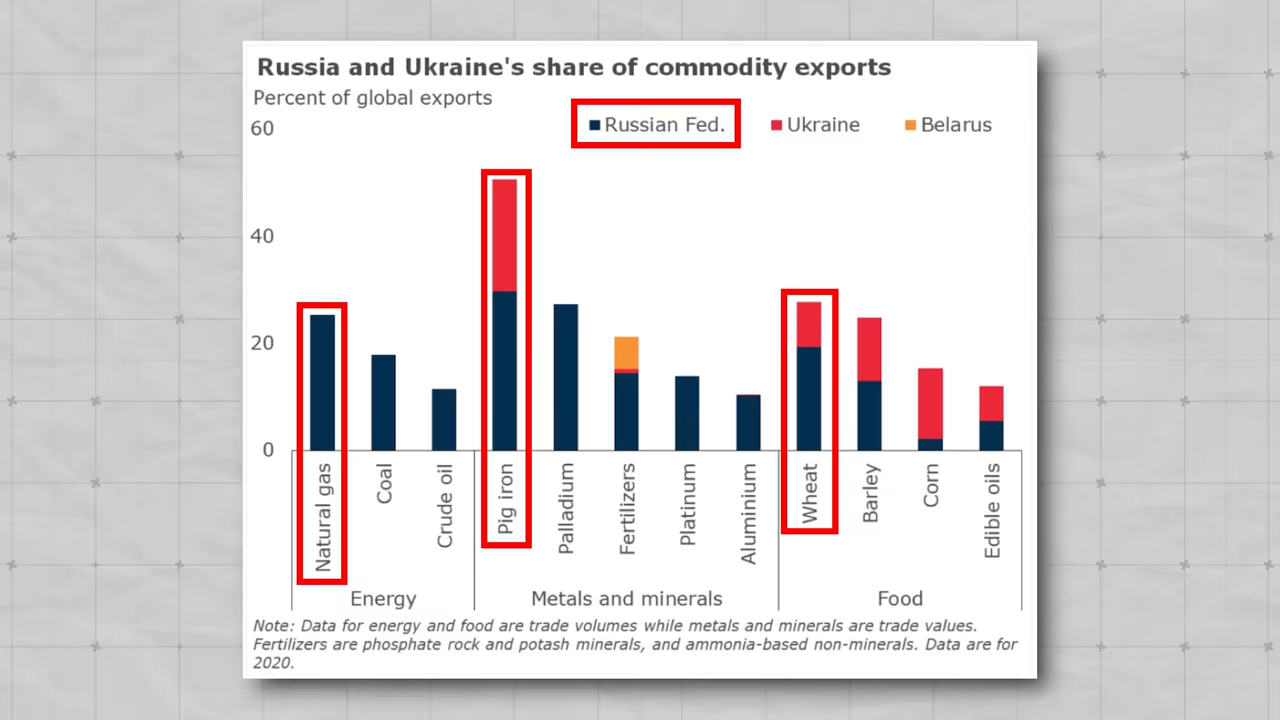 Russia and Ukraine's share of commodity exports
Percent of global exports
Russian Fed.
Ukraine
Belarus
60
40
20
0
Natural gas
Coal
Crude oil
Pig iron
Palladium
Fertilizers
Platinum
Aluminium
Wheat
Barley
Corn
Edible oils
Energy
Metals and minerals
Food
Note: Data for energy and food are trade volumes while metals and minerals are trade values.
Fertilizers are phosphate rock and potash minerals, and ammonia-based non-minerals. Data are for
2020.